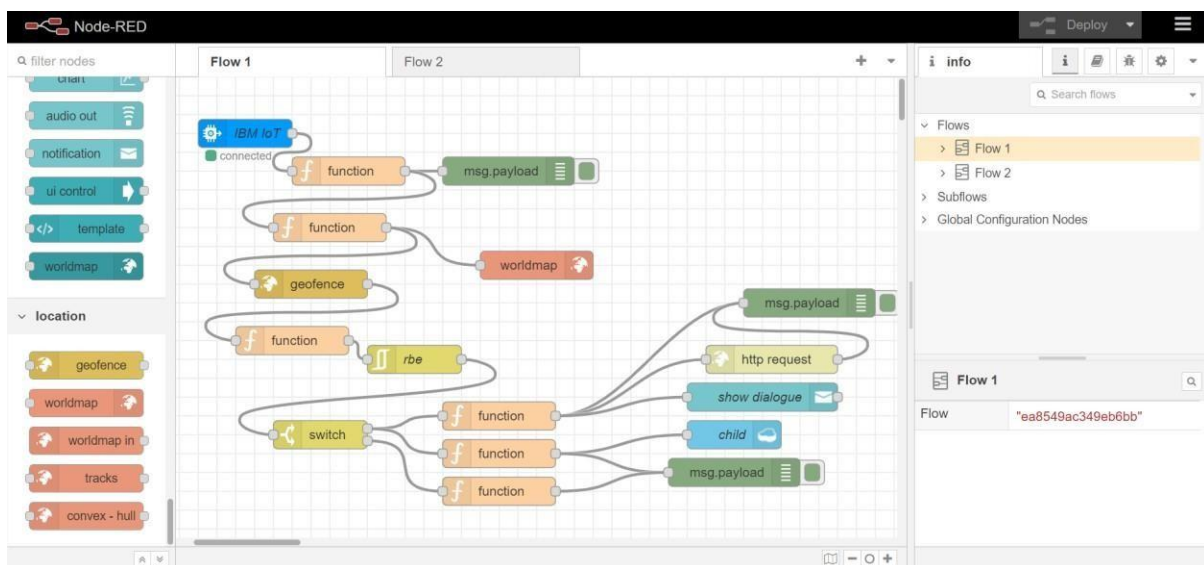 Node-RED
Deploy
filter nodes
chart
audio out
notification
ui control
template
worldmap
location
geofence
worldmap
worldmap in
tracks
convex - hull
Flow 1
Flow 2
IBM IoT
connected
function
msg.payload
function
worldmap
geofence
msg.payload
function
rbe
http request
show dialogue
function
switch
child
function
msg.payload
function
info
Search flows
Flows
Flow 1
Flow 2
Subflows
Global Configuration Nodes
Flow 1
Flow
"ea8549ac349eb6bb"